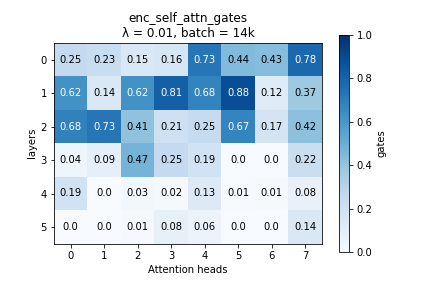 enc_self_attn_gates
λ = 0.01, batch = 14k
0 0.25 0.23 0.15 0.16 0.73 0.44 0.43 0.78
1 0.62 0.14 0.62 0.81 0.68 0.88 0.12 0.37
2 0.68 0.73 0.41 0.21 0.25 0.67 0.17 0.42
3 0.04 0.09 0.47 0.25 0.19 0.0 0.0 0.22
4 0.19 0.0 0.03 0.02 0.13 0.01 0.01 0.08
5 0.0 0.0 0.01 0.08 0.06 0.0 0.0 0.14
0 1 2 3 4 5 6 7
Attention heads
layers
1.0
0.8
0.6
0.4
0.2
0.0
gates